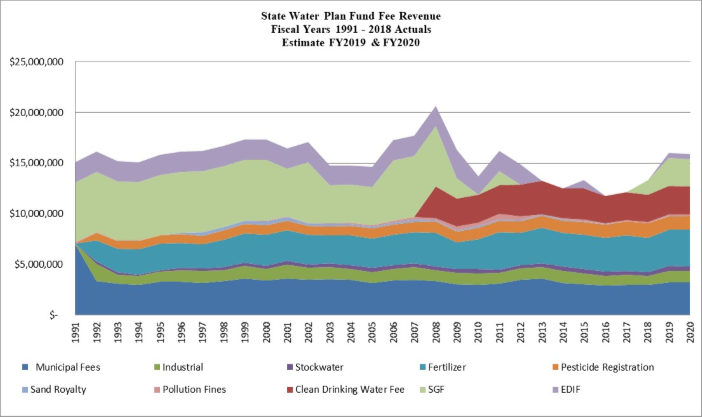 State Water Plan Fund Fee Revenue
Fiscal Years 1991 - 2018 Actuals
Estimate FY2019 & FY2020
$25,000,000
$20,000,000
$15,000,000
$10,000,000
$5,000,000
$-
1991 1992 1993 1994 1995 1996 1997 1998 1999 2000 2001 2002 2003 2004 2005 2006 2007 2008 2009 2010 2011 2012 2013 2014 2015 2016 2017 2018 2019 2020
Municipal Fees Industrial Stockwater Fertilizer Pesticide Registration
Sand Royalty Pollution Fines Clean Drinking Water Fee SGF EDIF